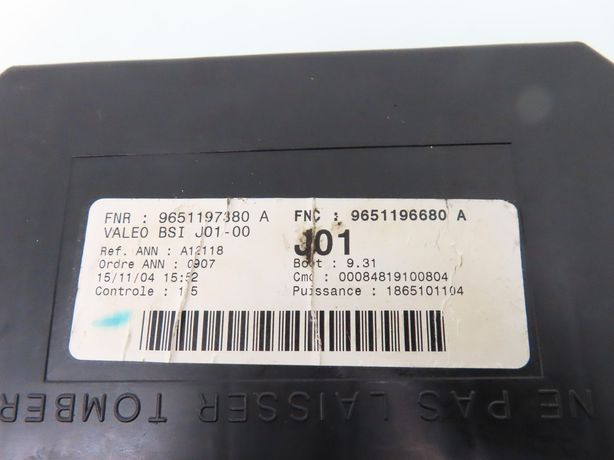 FNR : 9651197380 A FNC : 9651196680 A
VALEO BSI J01-00 J01
Ref. ANN : A12118 Boot : 9.31
Ordre ANN : 0907 Cmd : 00084819100804
15/11/04 15:52 Puissance : 1865101104
Controle : 1.5
NE PAS LAISSER TOMBER